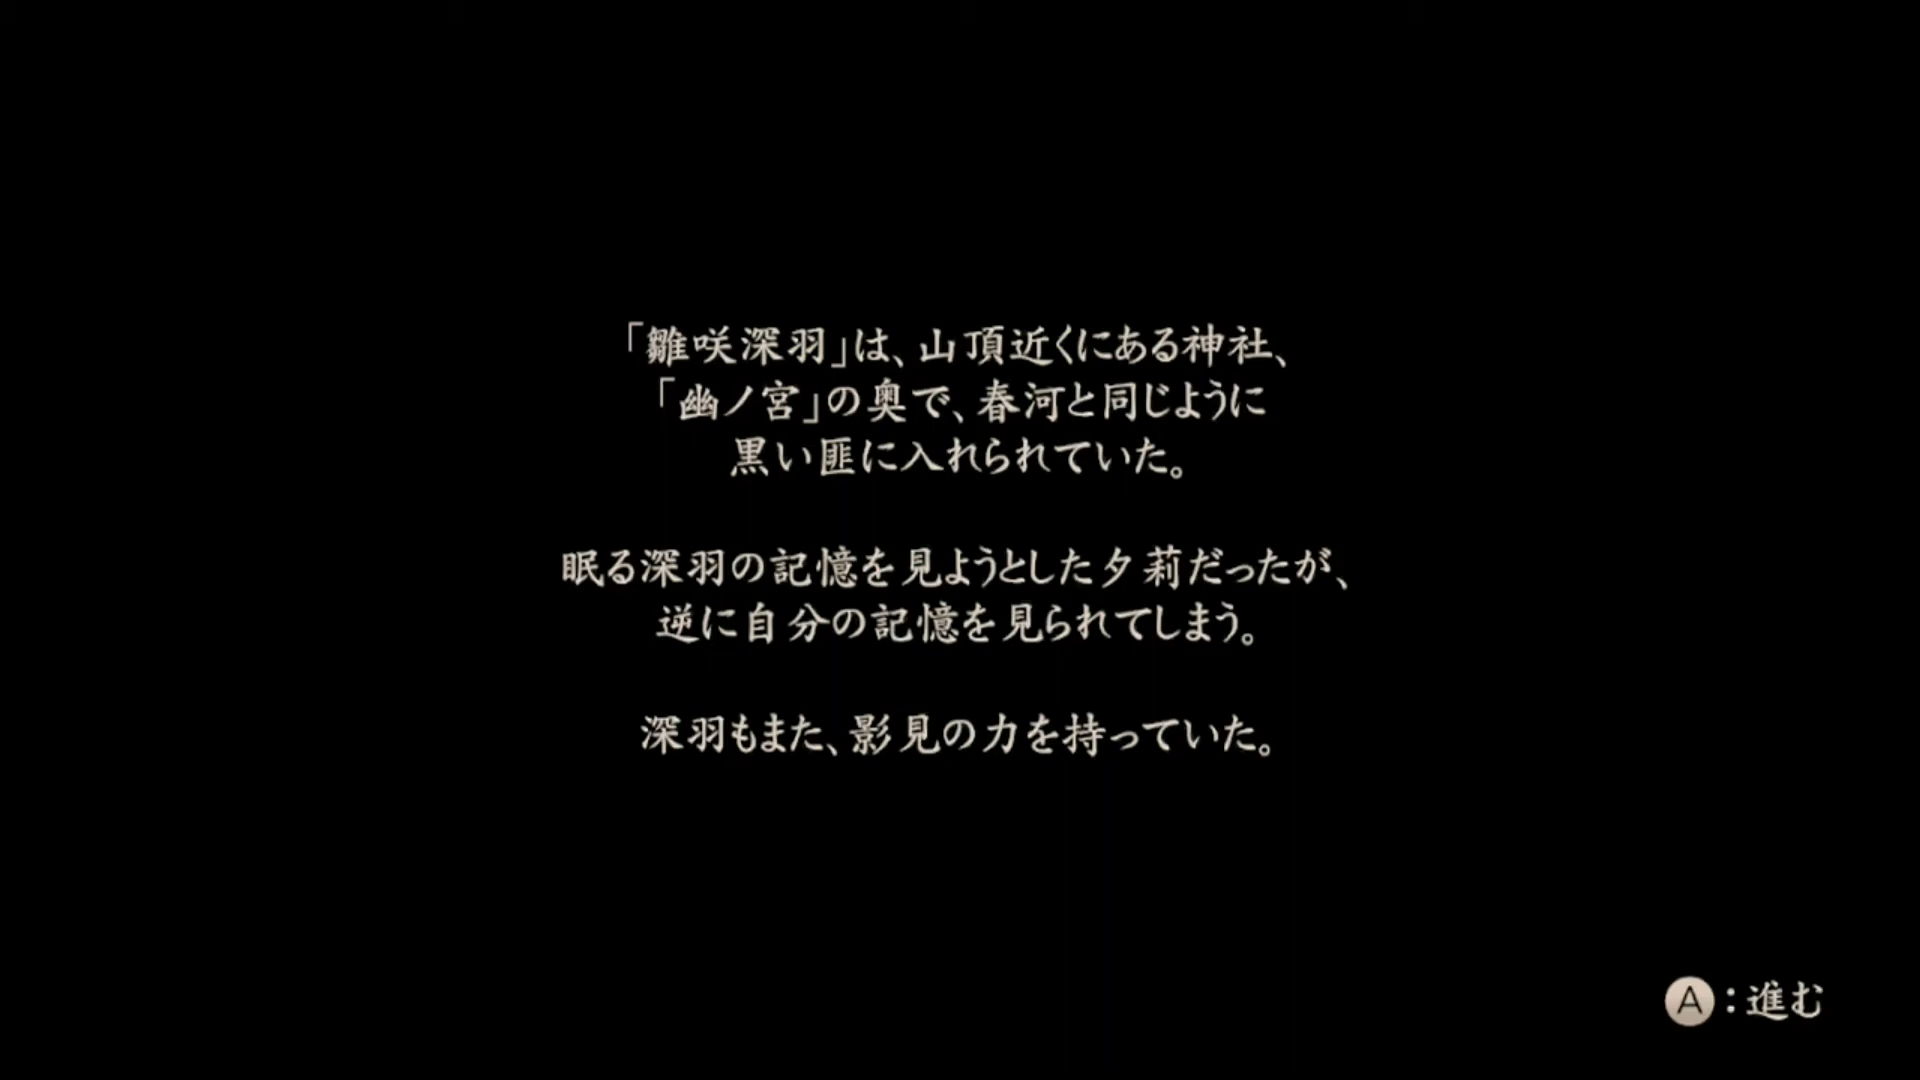 「雛咲深羽」は、山頂近くにある神社、
「幽ノ宮」の奥で、春河と同じように
黒い匪に入れられていた。
眠る深羽の記憶を見ようとした夕莉だったが、
逆に自分の記憶を見られてしまう。
深羽もまた、影見の力を持っていた。
A:進む